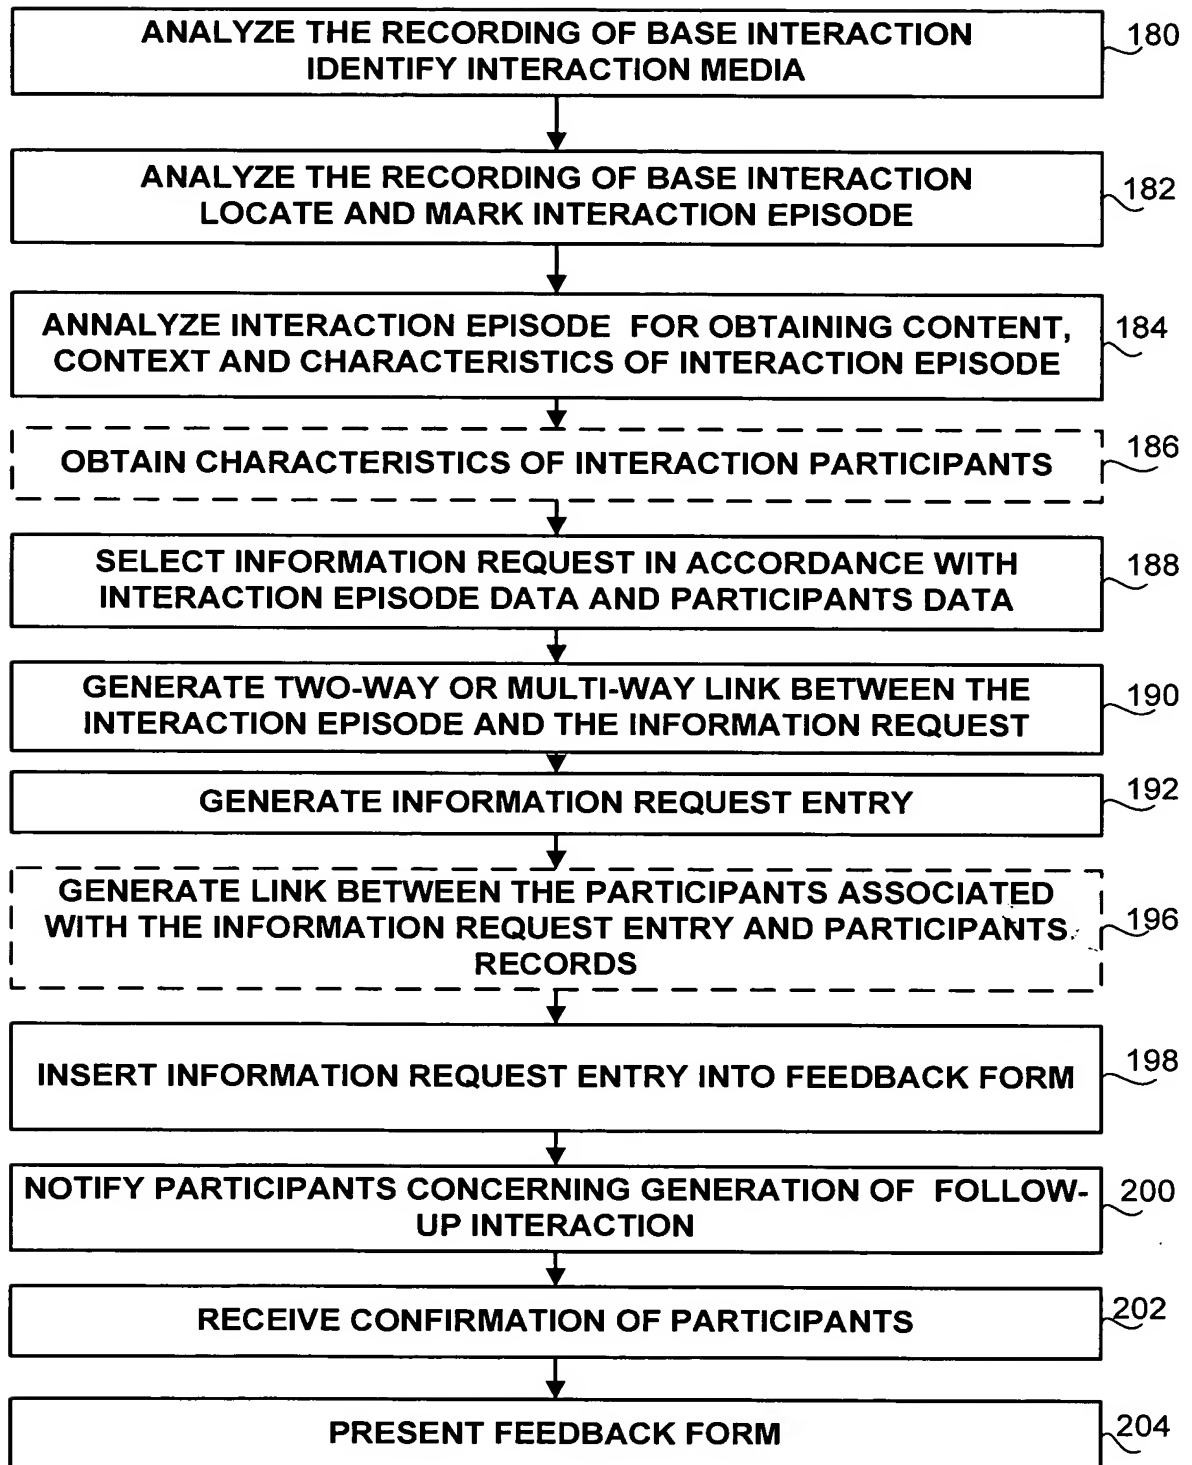 ANALYZE THE RECORDING OF BASE INTERACTION
IDENTIFY INTERACTION MEDIA
180
ANALYZE THE RECORDING OF BASE INTERACTION
LOCATE AND MARK INTERACTION EPISODE
182
ANNALYZE INTERACTION EPISODE FOR OBTAINING CONTENT,
CONTEXT AND CHARACTERISTICS OF INTERACTION EPISODE
184
OBTAIN CHARACTERISTICS OF INTERACTION PARTICIPANTS
186
SELECT INFORMATION REQUEST IN ACCORDANCE WITH
INTERACTION EPISODE DATA AND PARTICIPANTS DATA
188
GENERATE TWO-WAY OR MULTI-WAY LINK BETWEEN THE
INTERACTION EPISODE AND THE INFORMATION REQUEST
190
GENERATE INFORMATION REQUEST ENTRY
192
GENERATE LINK BETWEEN THE PARTICIPANTS ASSOCIATED
WITH THE INFORMATION REQUEST ENTRY AND PARTICIPANTS
RECORDS
196
INSERT INFORMATION REQUEST ENTRY INTO FEEDBACK FORM
198
NOTIFY PARTICIPANTS CONCERNING GENERATION OF FOLLOW-
UP INTERACTION
200
RECEIVE CONFIRMATION OF PARTICIPANTS
202
PRESENT FEEDBACK FORM
204